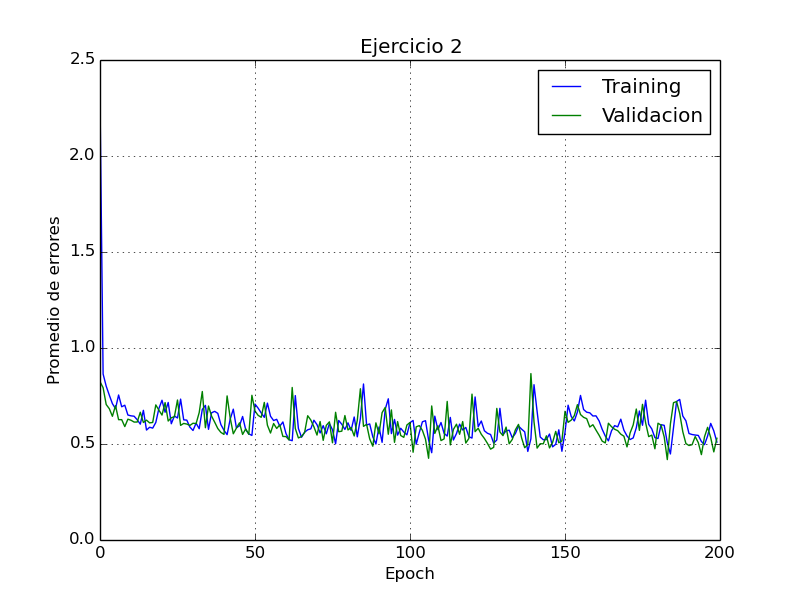 Ejercicio 2
2.5
2.0
1.5
1.0
0.5
0.0
Promedio de errores
Training
Validacion
0 50 100 150 200
Epoch